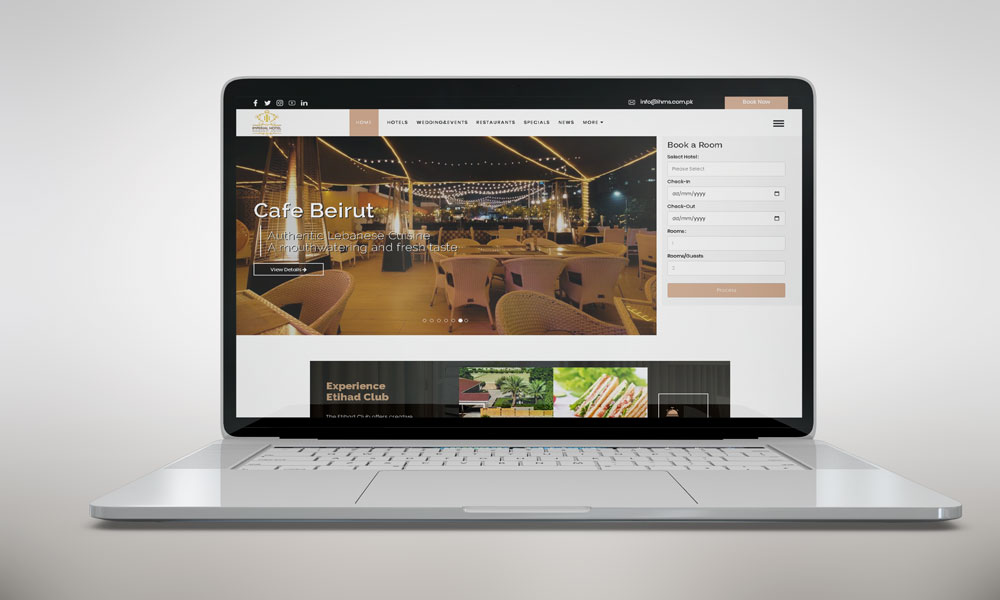 info@ihms.com.pk
Book Now
IMPERIAL HOTEL
HOME
HOTELS
WEDDING&EVENTS
RESTAURANTS
SPECIALS
NEWS
MORE
Cafe Beirut
Authentic Lebanese Cuisine
A mouthwatering and fresh taste
View Details
Book a Room
Select Hotel:
Please Select
Check-In
dd/mm/yyyy
Check-Out
dd/mm/yyyy
Rooms:
1
Rooms/Guests
2
Process
Experience
Etihad Club
The Etihad Club offers creative